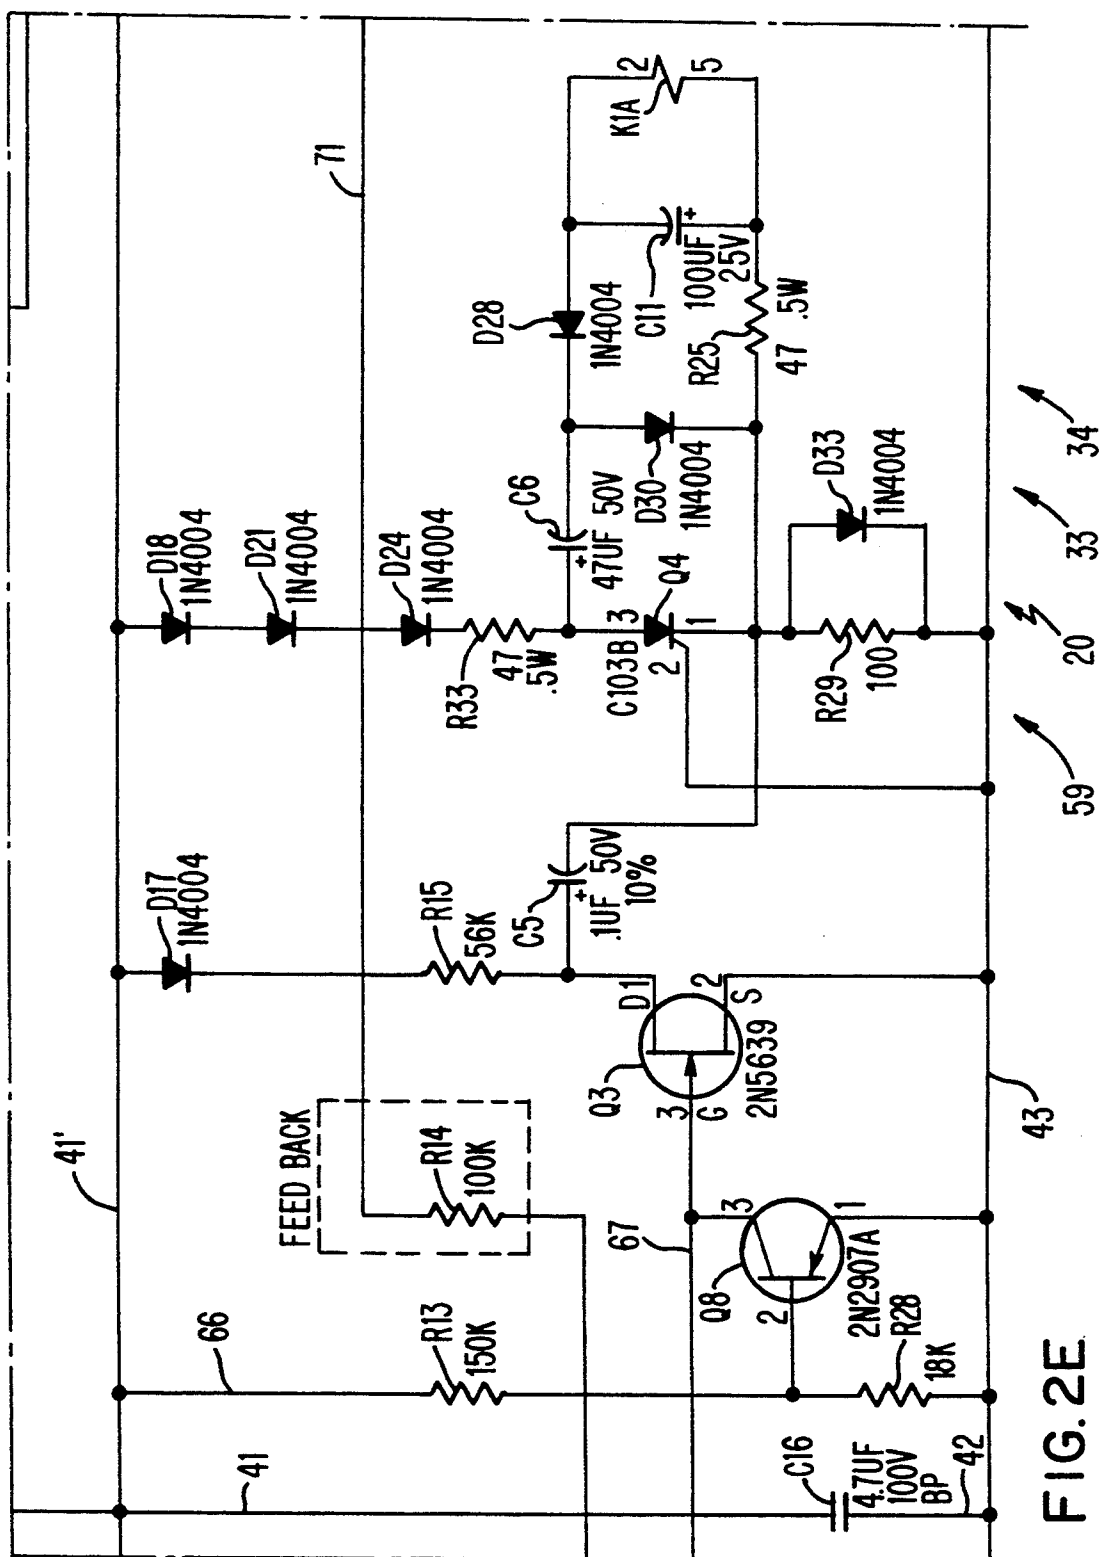 41'
41
66
R13
150K
FEED BACK
R14
100K
71
D17
1N4004
R15
56K
C5
+
.1UF 50V
10%
D18
1N4004
D21
1N4004
D24
1N4004
R33
47
.5W
C6
+
47UF 50V
D28
1N4004
C11
+
100UF
25V
K1A
2
5
R25
47
.5W
D30
1N4004
C103B
3
2
1
Q4
R29
100
D33
1N4004
67
Q3
D1
3
G
2
S
2N5639
Q8
3
2
1
2N2907A
R28
18K
C16
4.7UF
100V
BP
42
43
59
20
33
34
FIG. 2E